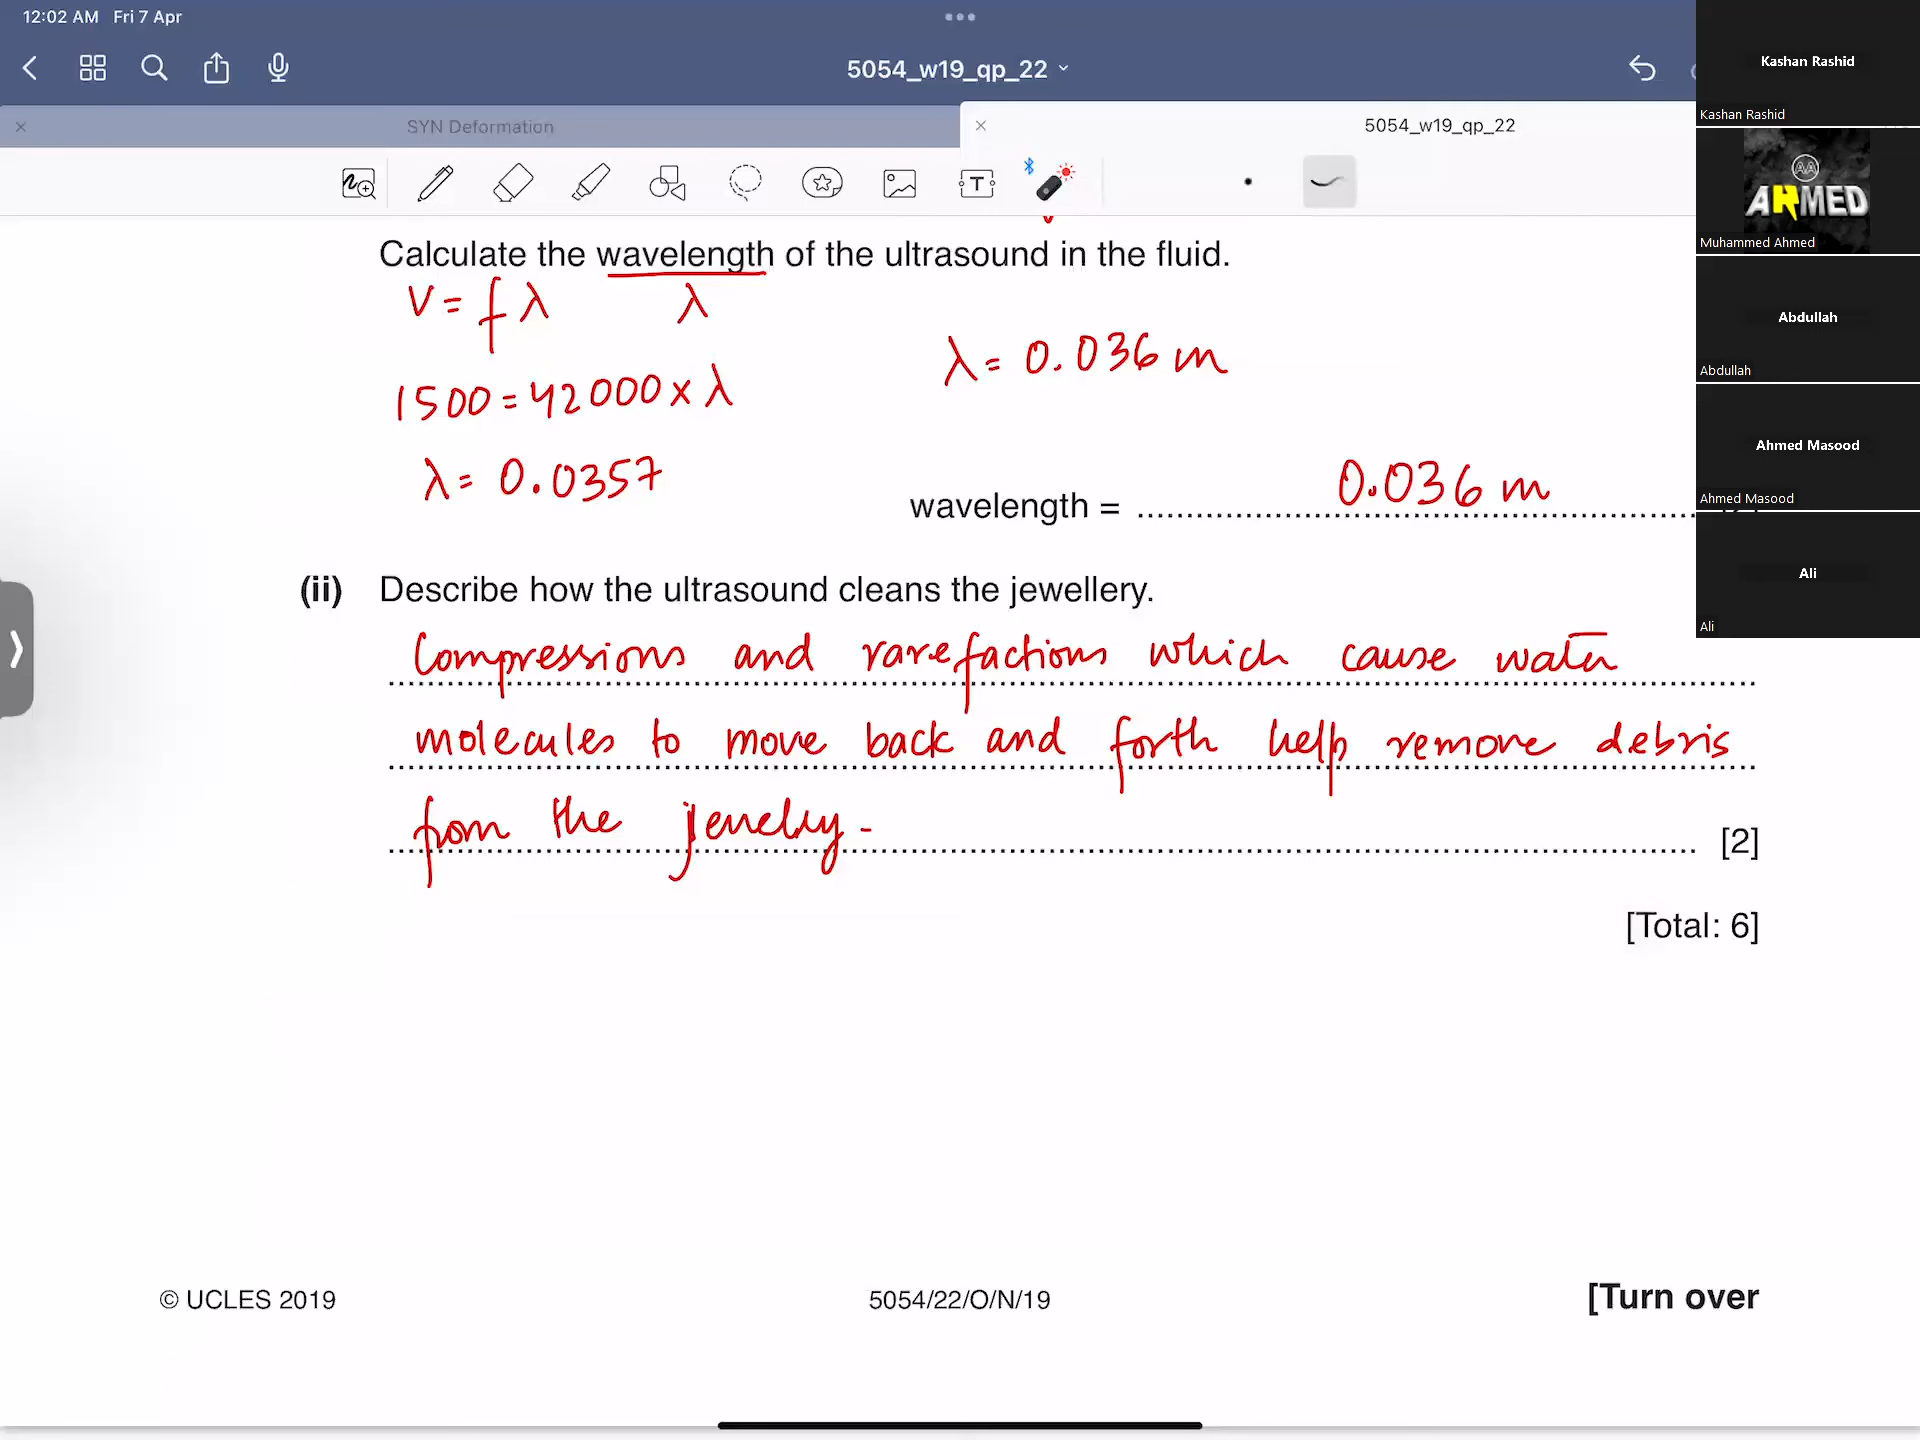 12:02 AM Fri 7 Apr
5054_w19_qp_22
SYN Deformation
5054_w19_qp_22
Calculate the wavelength of the ultrasound in the fluid.
v = f λ
λ
1500 = 42000 × λ
λ = 0.0357
λ = 0.036 m
wavelength = 0.036 m
(ii) Describe how the ultrasound cleans the jewellery.
Compressions and rarefactions which cause water
molecules to move back and forth help remove debris
from the jewelry.
[2]
[Total: 6]
© UCLES 2019
5054/22/O/N/19
[Turn over
Kashan Rashid
Kashan Rashid
AA
ARMED
Muhammed Ahmed
Abdullah
Abdullah
Ahmed Masood
Ahmed Masood
Ali
Ali